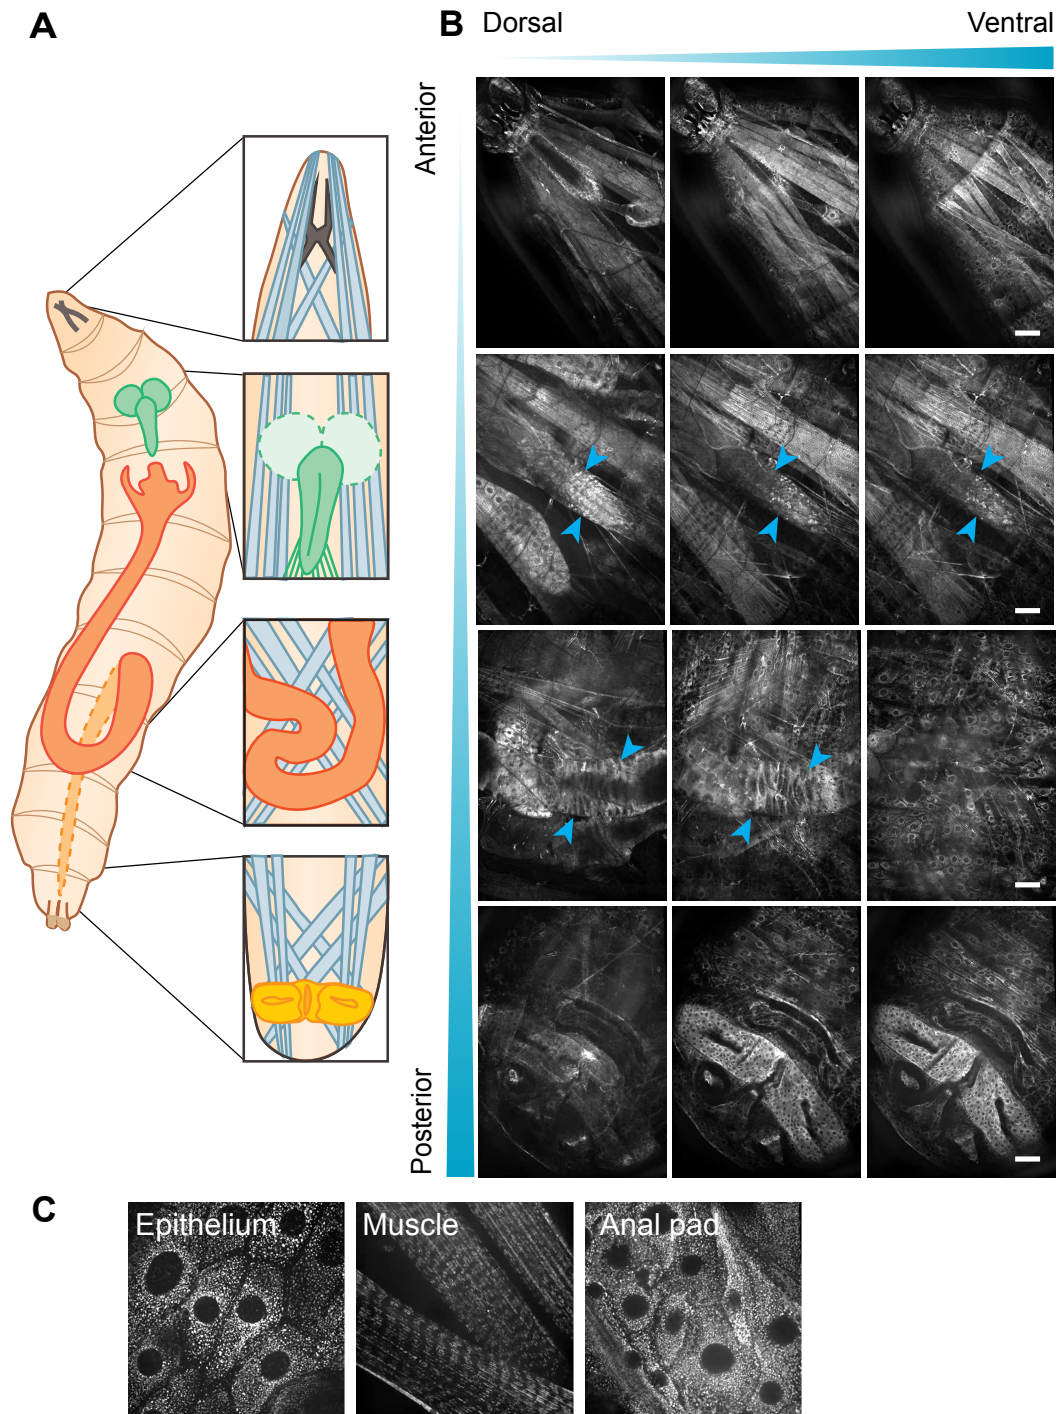 A
B
Dorsal
Ventral
Anterior
Posterior
C
Epithelium
Muscle
Anal pad